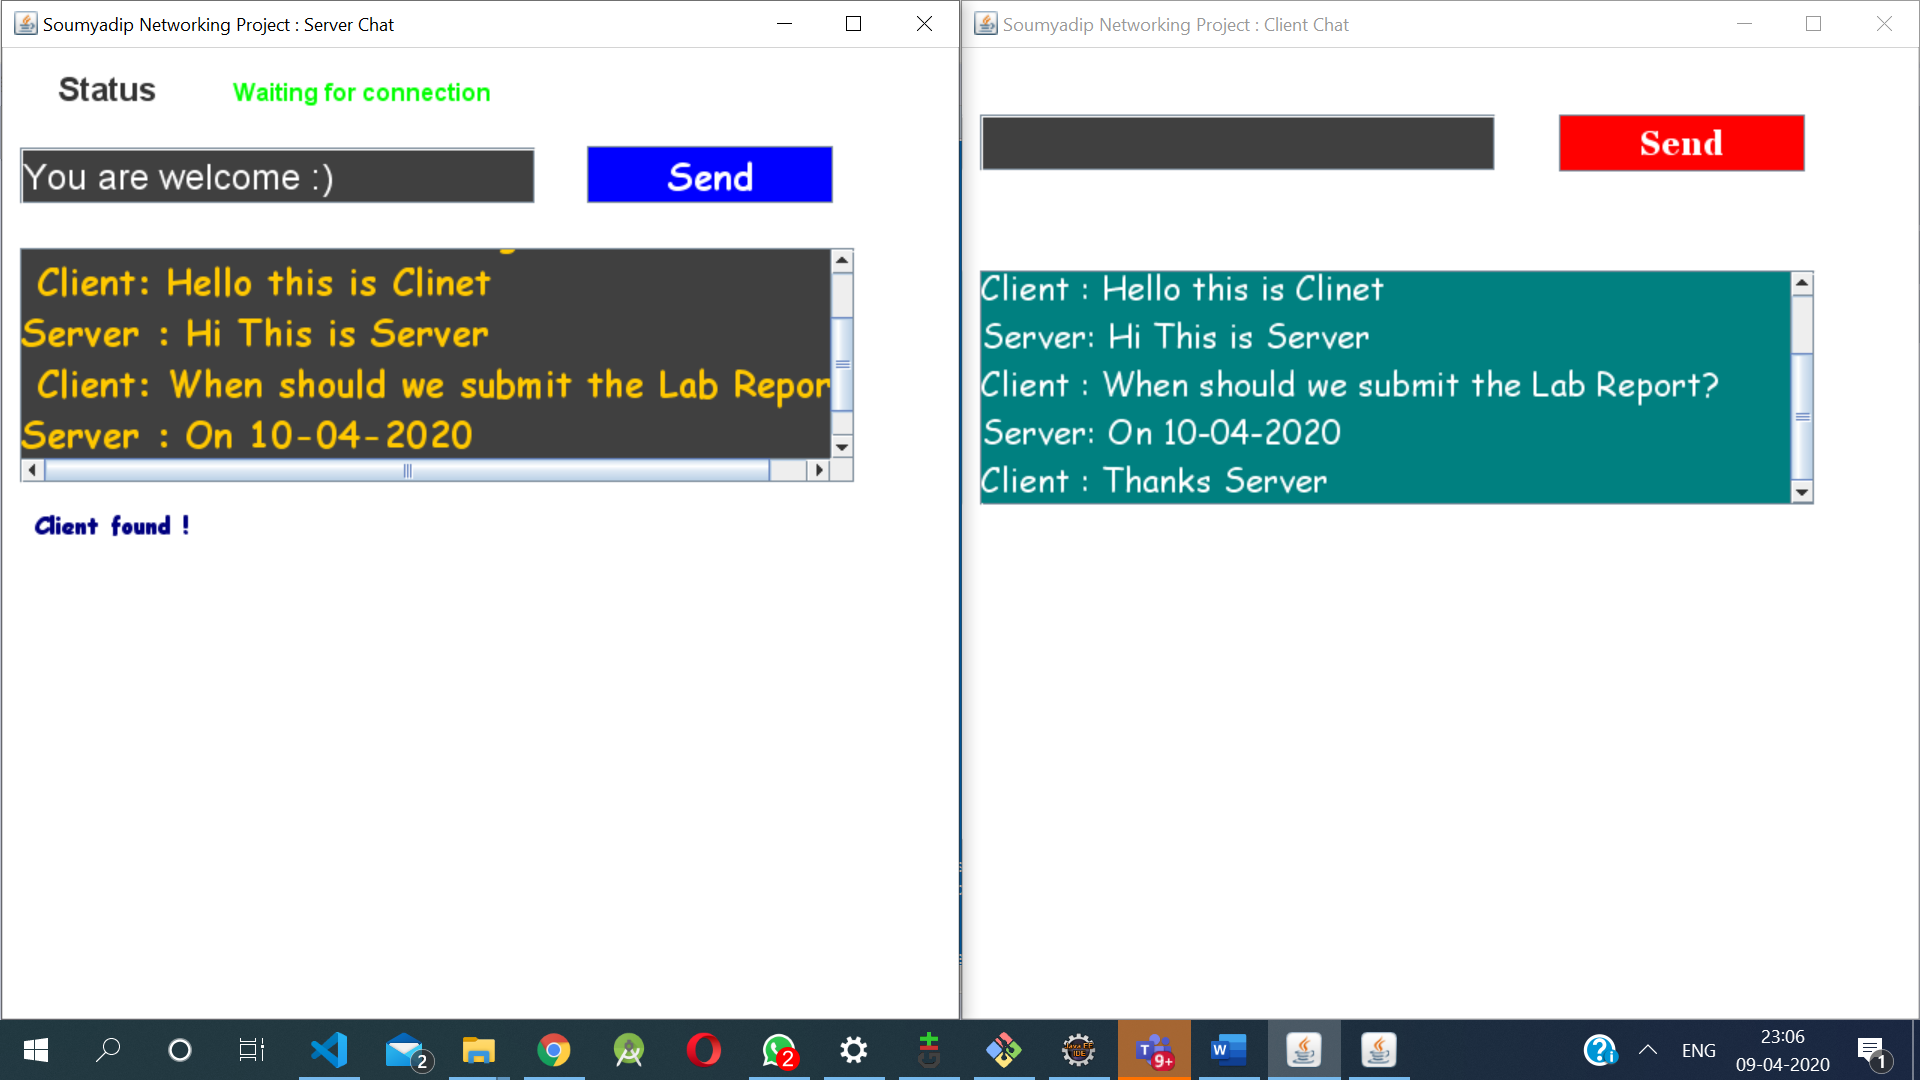 Soumyadip Networking Project : Server Chat
Status
Waiting for connection
You are welcome :)
Send
Client: Hello this is Clinet
Server : Hi This is Server
Client: When should we submit the Lab Repor
Server : On 10-04-2020
Client found !
Soumyadip Networking Project : Client Chat
Send
Client : Hello this is Clinet
Server: Hi This is Server
Client : When should we submit the Lab Report?
Server: On 10-04-2020
Client : Thanks Server
2
2
Java EE
IDE
T
9+
W
ENG
23:06
09-04-2020
1